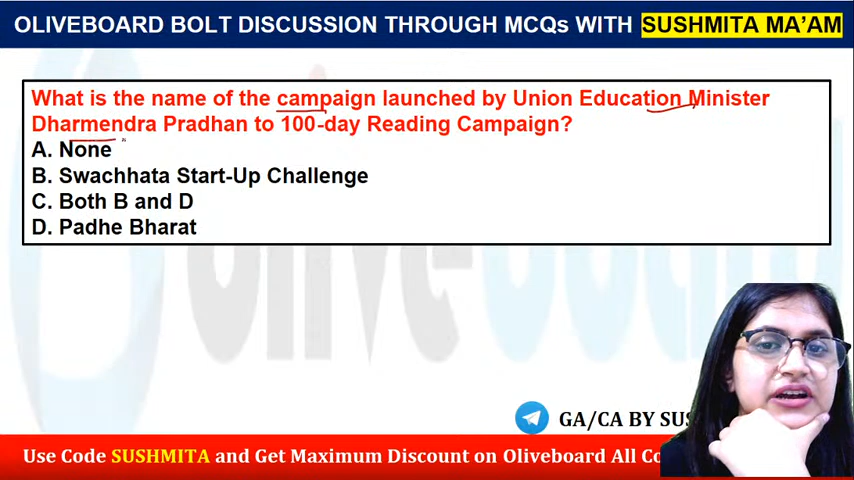 OLIVEBOARD BOLT DISCUSSION THROUGH MCQs WITH SUSHMITA MA’AM
What is the name of the campaign launched by Union Education Minister
Dharmendra Pradhan to 100-day Reading Campaign?
A. None
B. Swachhata Start-Up Challenge
C. Both B and D
D. Padhe Bharat
GA/CA BY
Use Code SUSHMITA and Get Maximum Discount on Oliveboard All